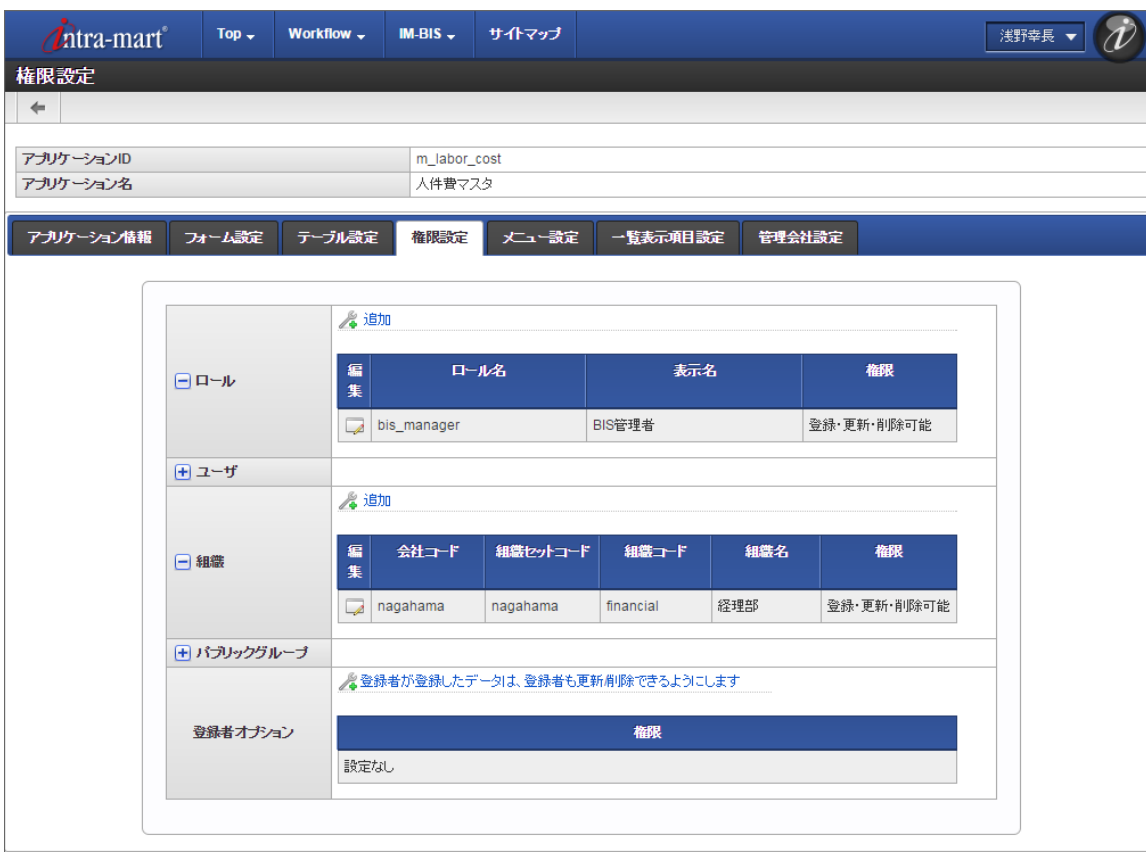 intra-mart® Top Workflow IM-BIS サイトマップ 浅野幸長
権限設定
アプリケーションID m_labor_cost
アプリケーション名 人件費マスタ
アプリケーション情報 フォーム設定 テーブル設定 権限設定 メニュー設定 一覧表示項目設定 管理会社設定
追加
ロール
編集 ロール名 表示名 権限
bis_manager BIS管理者 登録・更新・削除可能
ユーザ
追加
組織
編集 会社コード 組織セットコード 組織コード 組織名 権限
nagahama nagahama financial 経理部 登録・更新・削除可能
パブリックグループ
登録者が登録したデータは、登録者も更新削除できるようにします
登録者オプション
権限
設定なし